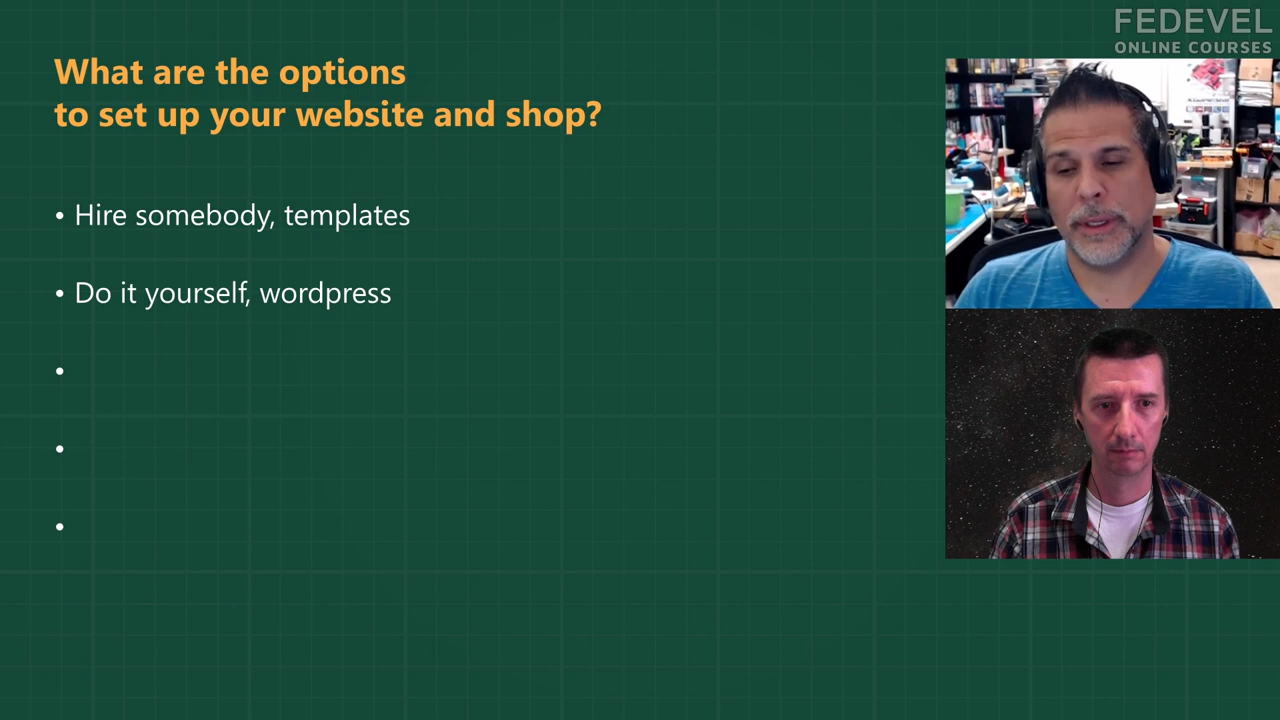 FEDEVEL
ONLINE COURSES
What are the options
to set up your website and shop?
• Hire somebody, templates
• Do it yourself, wordpress
•
•
•